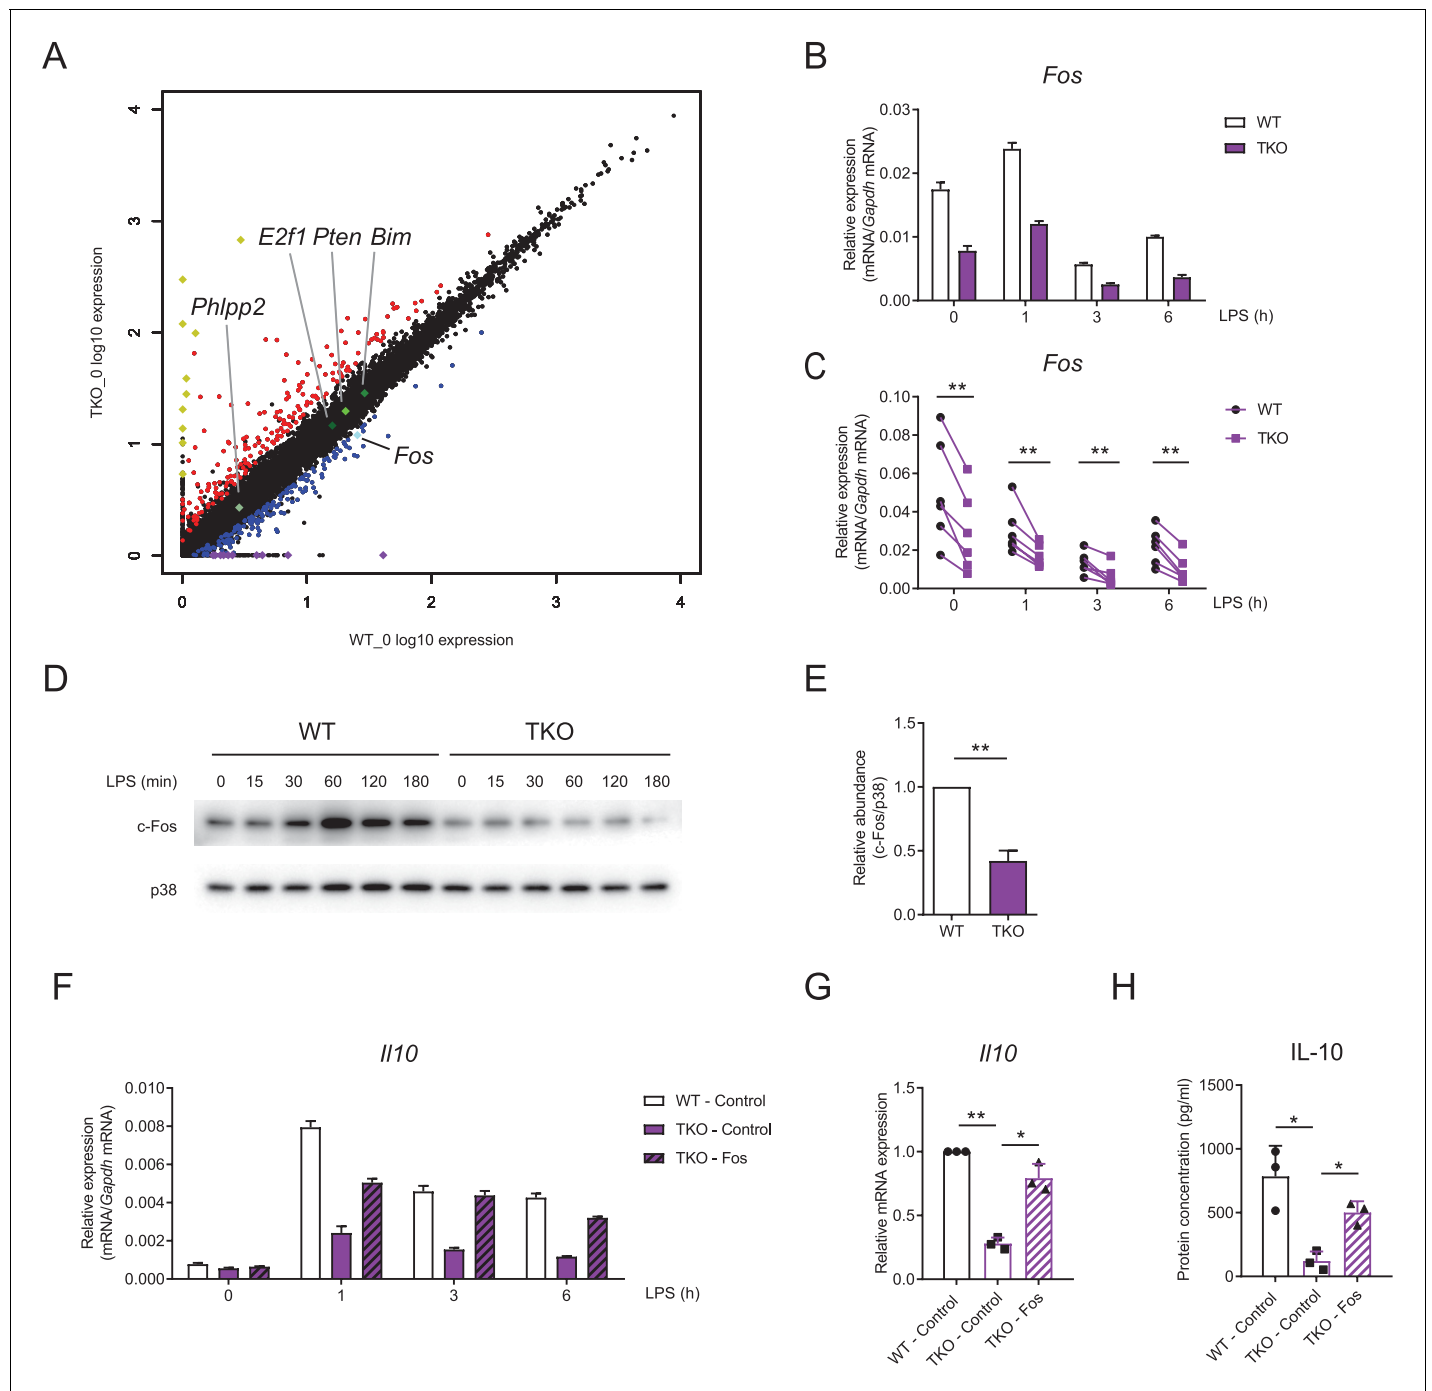 A
4
3
2
1
0
TKO_0 log10 expression
E2f1 Pten Bim
Phlpp2
Fos
0 1 2 3 4
WT_0 log10 expression
B
Fos
Relative expression
(mRNA/Gapdh mRNA)
0.03
0.02
0.01
0.00
0 1 3 6 LPS (h)
WT
TKO
C
Fos
Relative expression
(mRNA/Gapdh mRNA)
0.10
0.08
0.06
0.04
0.02
0.00
** ** ** **
0 1 3 6 LPS (h)
WT
TKO
D
WT TKO
LPS (min) 0 15 30 60 120 180 0 15 30 60 120 180
c-Fos
p38
E
Relative abundance
(c-Fos/p38)
1.5
1.0
0.5
0.0
**
WT TKO
F
Il10
Relative expression
(mRNA/Gapdh mRNA)
0.010
0.008
0.006
0.004
0.002
0.000
0 1 3 6 LPS (h)
WT - Control
TKO - Control
TKO - Fos
G
Il10
Relative mRNA expression
1.5
1.0
0.5
0.0
** *
WT - Control
TKO - Control
TKO - Fos
H
IL-10
Protein concentration (pg/ml)
1500
1000
500
0
* *
WT - Control
TKO - Control
TKO - Fos